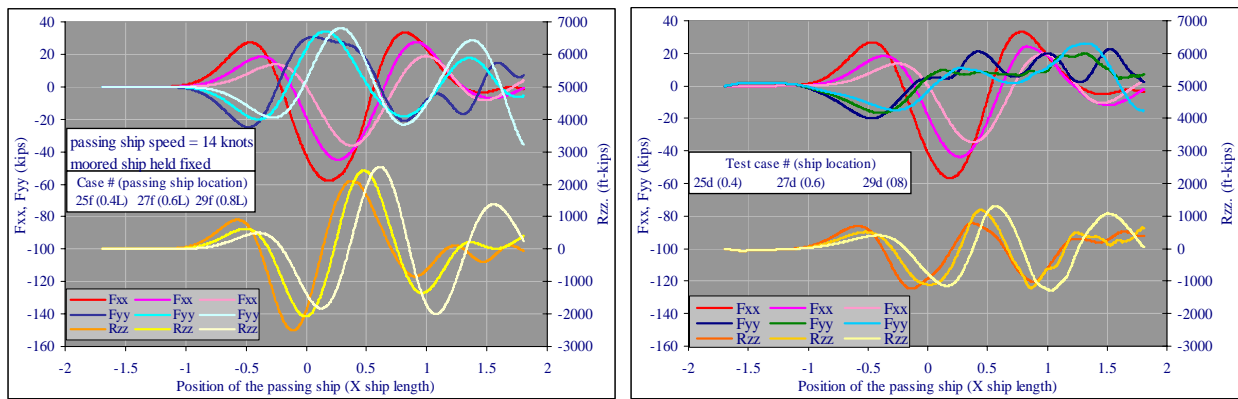 40
20
0
-20
-40
-60
-80
-100
-120
-140
-160
Fxx, Fyy (kips)
passing ship speed = 14 knots
moored ship held fixed
Case # (passing ship location)
25f (0.4L) 27f (0.6L) 29f (0.8L)
Fxx Fxx Fxx
Fyy Fyy Fyy
Rzz Rzz Rzz
7000
6000
5000
4000
3000
2000
1000
0
-1000
-2000
-3000
Rzz. (ft-kips)
-2 -1.5 -1 -0.5 0 0.5 1 1.5 2
Position of the passing ship (X ship length)
40
20
0
-20
-40
-60
-80
-100
-120
-140
-160
Fxx, Fyy (kips)
Test case # (ship location)
25d (0.4) 27d (0.6) 29d (08)
Fxx Fxx Fxx
Fyy Fyy Fyy
Rzz Rzz Rzz
7000
6000
5000
4000
3000
2000
1000
0
-1000
-2000
-3000
Rzz. (ft-kips)
-2 -1.5 -1 -0.5 0 0.5 1 1.5 2
Position of the passing ship (X ship length)